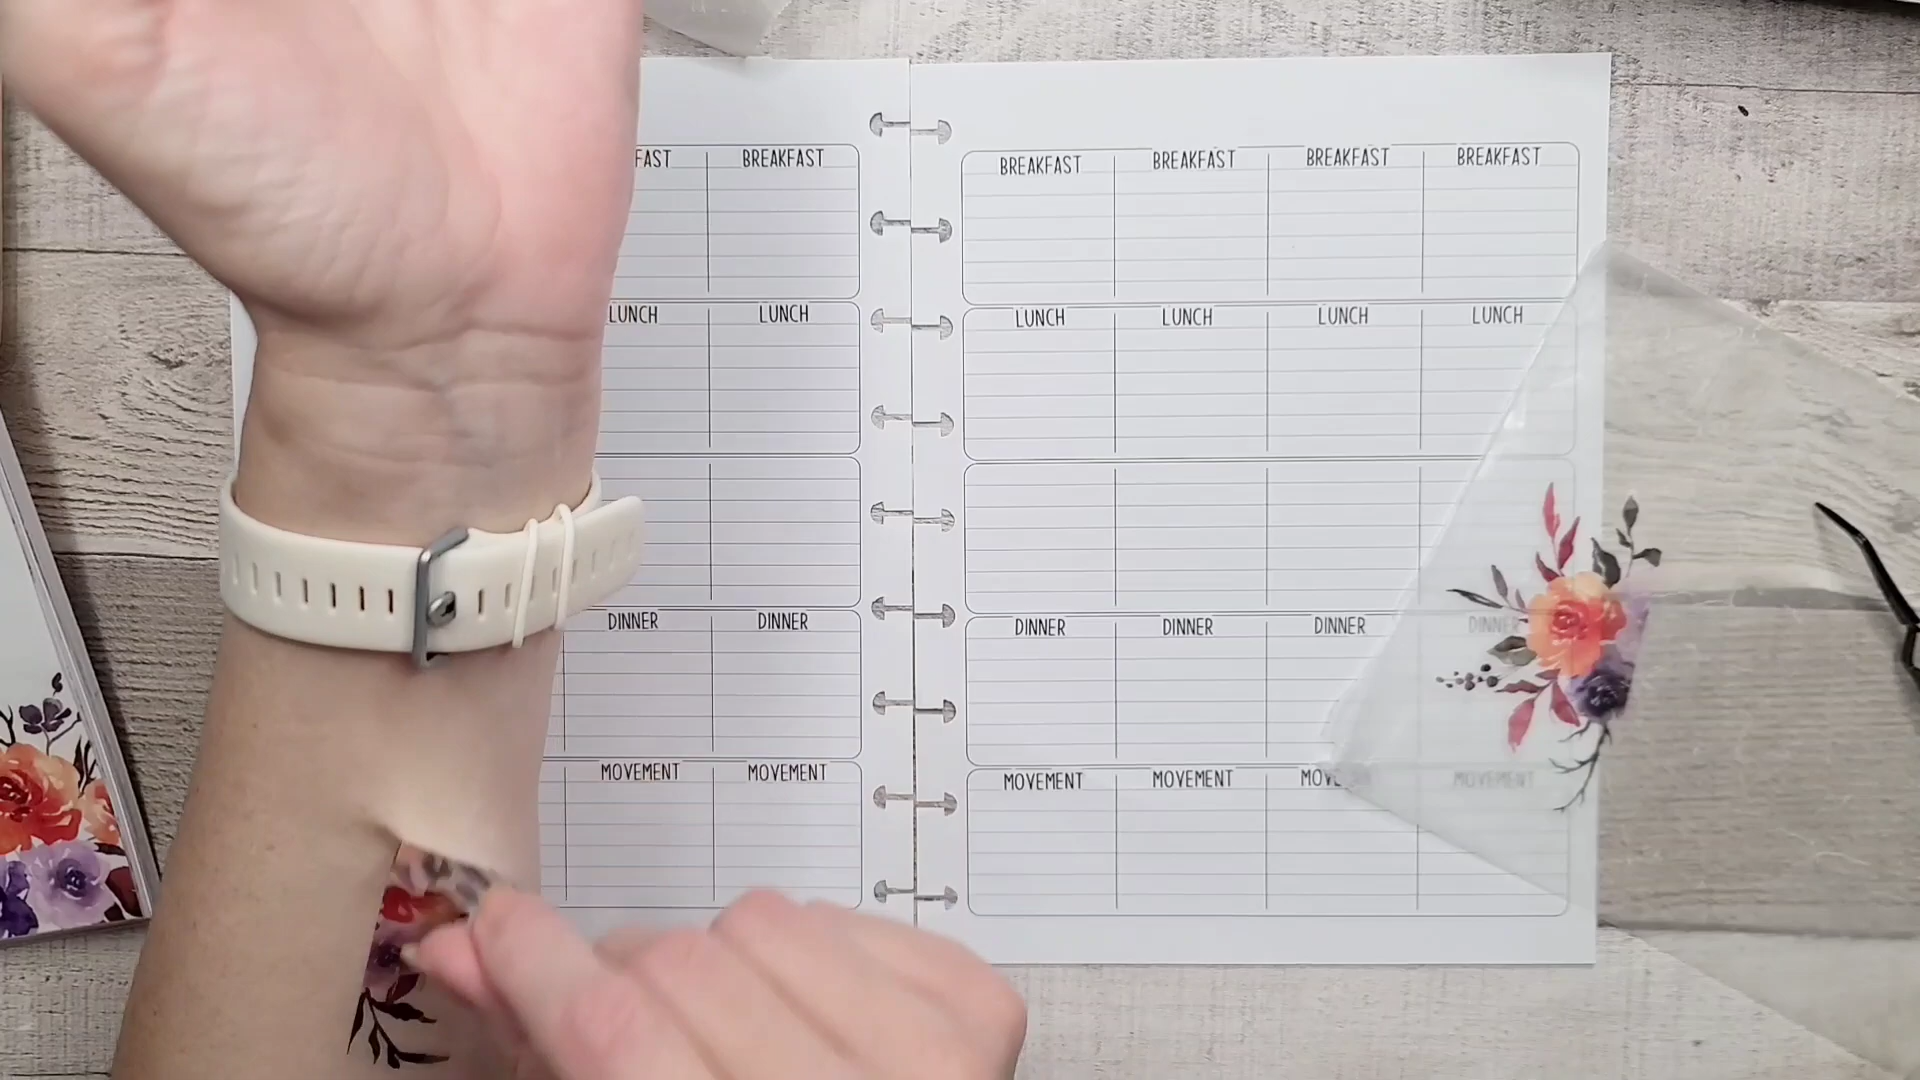 FAST BREAKFAST BREAKFAST BREAKFAST BREAKFAST BREAKFAST
LUNCH LUNCH LUNCH LUNCH LUNCH LUNCH
DINNER DINNER DINNER DINNER DINNER DINNER
MOVEMENT MOVEMENT MOVEMENT MOVEMENT MOVE MOVEMENT